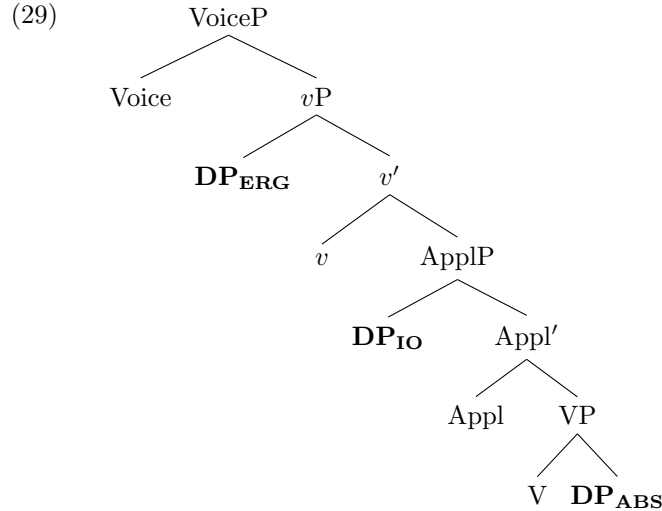 (29) VoiceP
Voice vP
DP_ERG v′
v ApplP
DP_IO Appl′
Appl VP
V DP_ABS